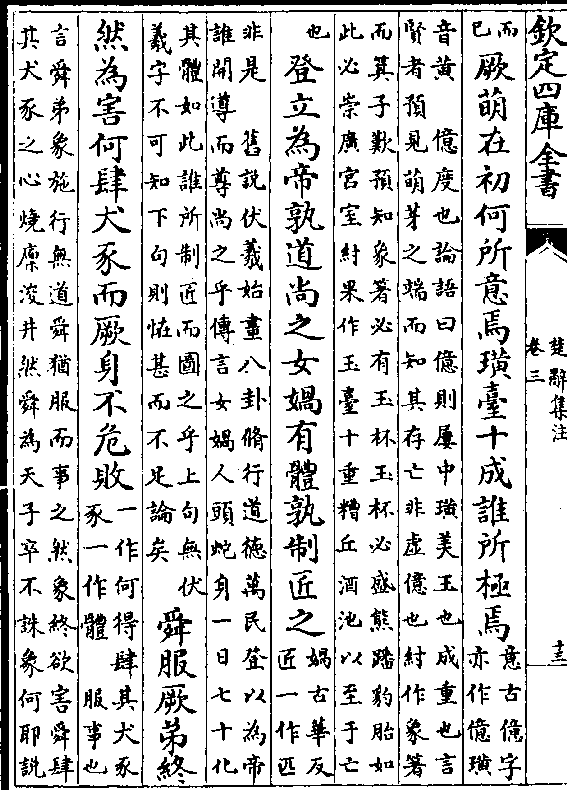 欽定四庫全書
楚辭集注
卷三
十三
而
已
厥萌在初何所意焉璜臺十成誰所極焉
意古億字
亦作億璜
音黄 億度也論語曰億則屢中璜美玉也成重也言
賢者預見萌芽之端而知其存亡非虚億也紂作象箸
而箕子歎預知象箸必有玉杯玉杯必盛熊蹯豹胎如
此必崇廣宮室紂果作玉臺十重糟丘酒池以至于亡
也
登立為帝孰道尚之女媧有體孰制匠之
媧古華反
匠一作匹
非是 舊說伏羲始畫八卦脩行道德萬民登以為帝
誰開導而尊尚之乎傳言女媧人頭蛇身一日七十化
其體如此誰所制匠而圖之乎上句無伏
羲字不可知下句則怪甚而不足論矣
舜服厥弟終
然為害何肆犬豕而厥身不危敗
一作何得肆其犬豕
豕一作體 服事也
言舜弟象施行無道舜猶服而事之然象終欲害舜肆
其犬豕之心燒廩浚井然舜為天子卒不誅象何耶說